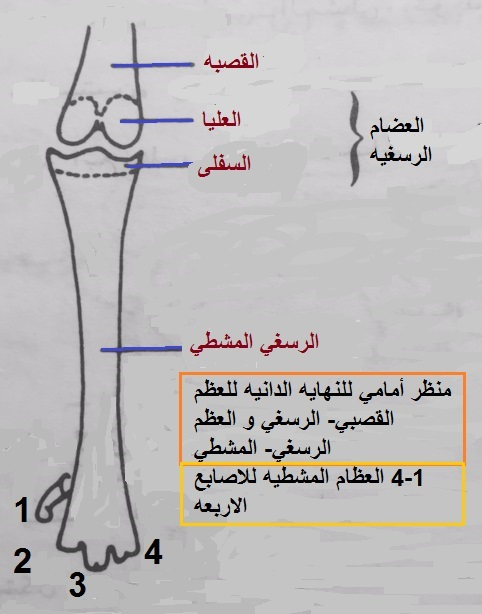 القصبه
العليا
السفلى
العضام
الرسغيه
الرسغي المشطي
منظر أمامي للنهايه الدانيه للعظم
القصبي- الرسغي و العظم
الرسغي- المشطي
4-1 العظام المشطيه للاصابع
الاربعه
1
2
3
4